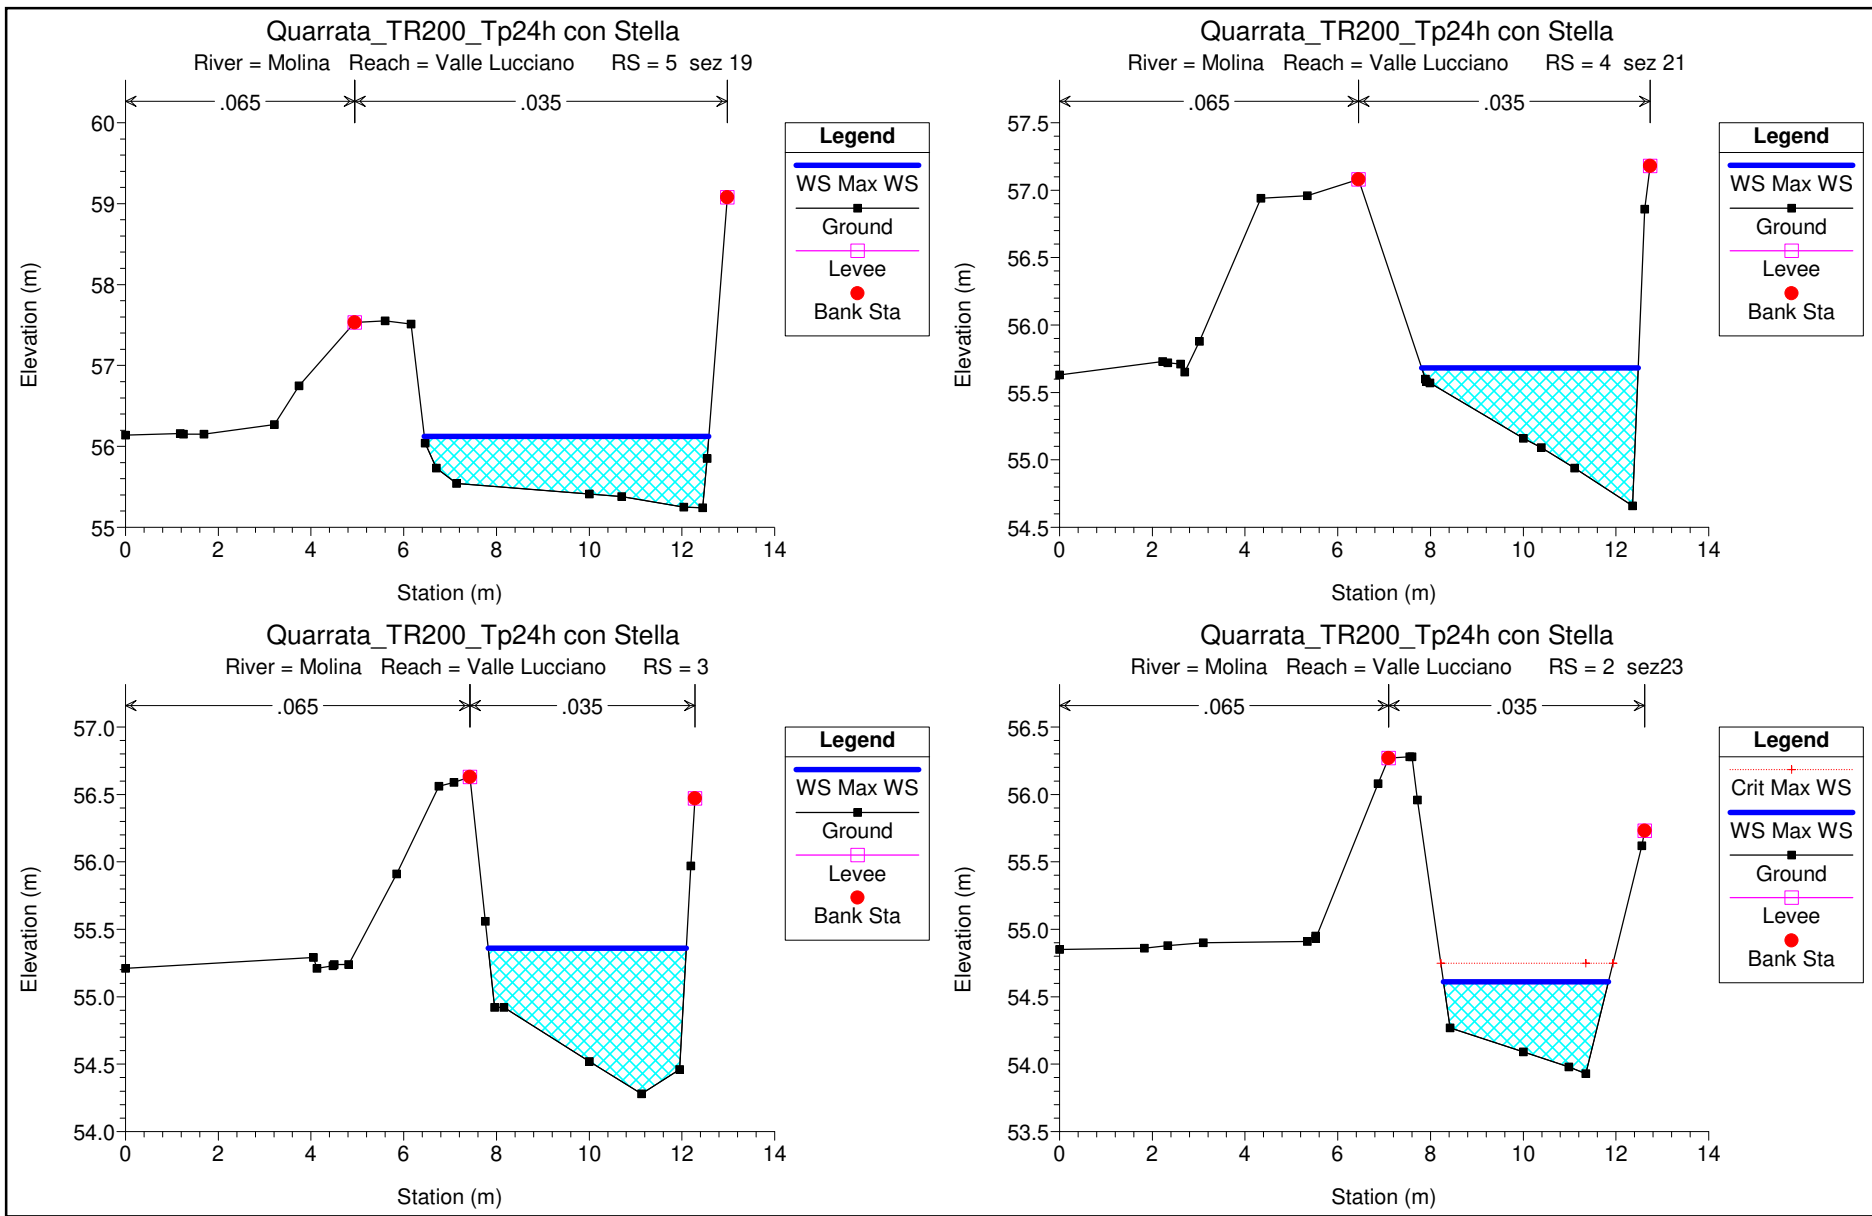 Quarrata_TR200_Tp24h con Stella
River = Molina Reach = Valle Lucciano RS = 5 sez 19
.065
.035
60
59
58
57
56
55
Elevation (m)
0 2 4 6 8 10 12 14
Station (m)
Legend
WS Max WS
Ground
Levee
Bank Sta
Quarrata_TR200_Tp24h con Stella
River = Molina Reach = Valle Lucciano RS = 4 sez 21
.065
.035
57.5
57.0
56.5
56.0
55.5
55.0
54.5
Elevation (m)
0 2 4 6 8 10 12 14
Station (m)
Legend
WS Max WS
Ground
Levee
Bank Sta
Quarrata_TR200_Tp24h con Stella
River = Molina Reach = Valle Lucciano RS = 3
.065
.035
57.0
56.5
56.0
55.5
55.0
54.5
54.0
Elevation (m)
0 2 4 6 8 10 12 14
Station (m)
Legend
WS Max WS
Ground
Levee
Bank Sta
Quarrata_TR200_Tp24h con Stella
River = Molina Reach = Valle Lucciano RS = 2 sez23
.065
.035
56.5
56.0
55.5
55.0
54.5
54.0
53.5
Elevation (m)
0 2 4 6 8 10 12 14
Station (m)
Legend
Crit Max WS
WS Max WS
Ground
Levee
Bank Sta